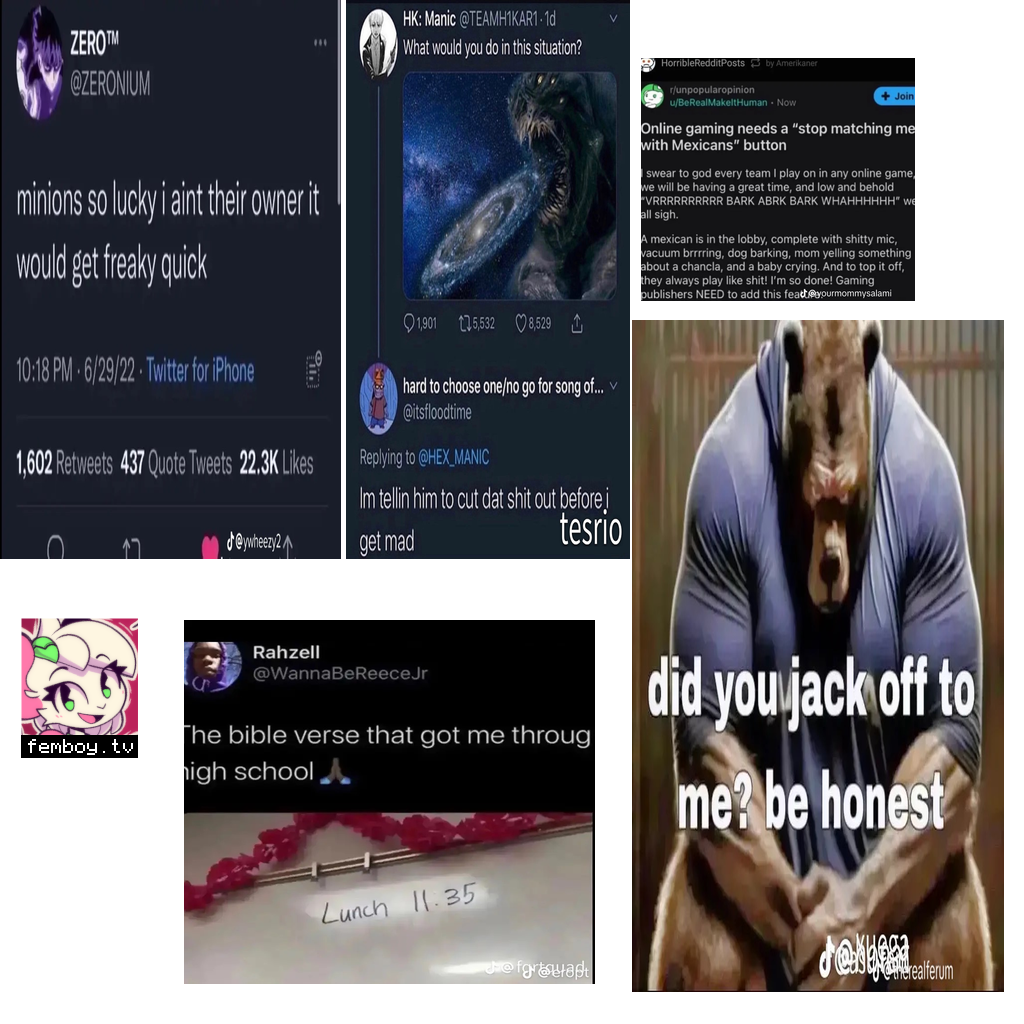 ZERO™
@ZERONIUM
minions so lucky i aint their owner it
would get freaky quick
10:18 PM · 6/29/22 · Twitter for iPhone
1,602 Retweets 437 Quote Tweets 22.3K Likes
@ywheezy2
HK: Manic @TEAMH1KAR1 · 1d
What would you do in this situation?
1,901 5,532 8,529
hard to choose one/no go for song of...
@itsfloodtime
Replying to @HEX_MANIC
Im tellin him to cut dat shit out before i
get mad
tesrio
HorribleRedditPosts by Amerikaner
r/unpopularopinion
u/BeRealMakeItHuman · Now
+ Join
Online gaming needs a “stop matching me
with Mexicans” button
I swear to god every team I play on in any online game,
we will be having a great time, and low and behold
“VRRRRRRRRRR BARK ABRK BARK WHAHHHHHH” we
all sigh.
A mexican is in the lobby, complete with shitty mic,
vacuum brrrring, dog barking, mom yelling something
about a chancla, and a baby crying. And to top it off,
they always play like shit! I’m so done! Gaming
publishers NEED to add this feature.
@yourmommysalami
did you jack off to
me? be honest
@therealferum
femboy.tv
Rahzell
@WannaBeReeceJr
The bible verse that got me throug
high school
Lunch 11.35
@fortquad
@eropt